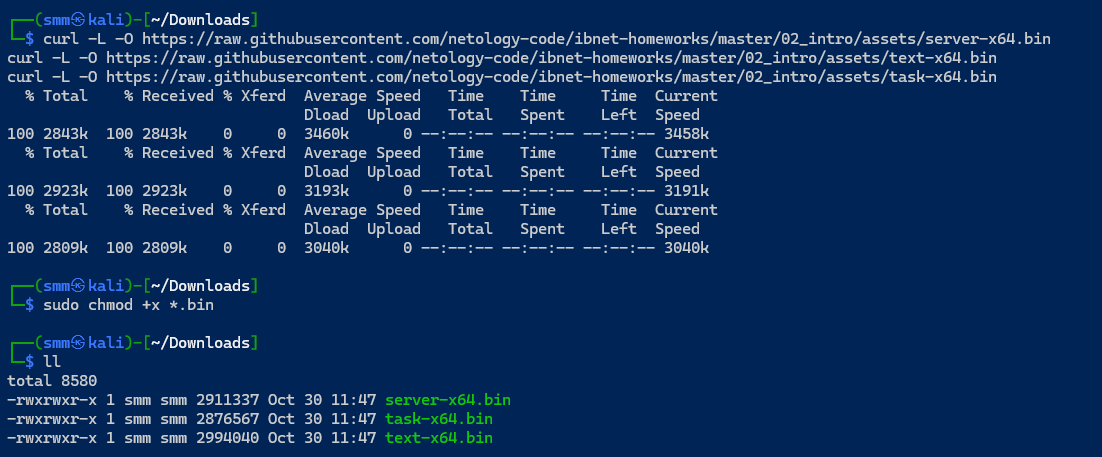 ┌──(smm㉿kali)-[~/Downloads]
└─$ curl -L -O https://raw.githubusercontent.com/netology-code/ibnet-homeworks/master/02_intro/assets/server-x64.bin
curl -L -O https://raw.githubusercontent.com/netology-code/ibnet-homeworks/master/02_intro/assets/text-x64.bin
curl -L -O https://raw.githubusercontent.com/netology-code/ibnet-homeworks/master/02_intro/assets/task-x64.bin
  % Total    % Received % Xferd  Average Speed   Time    Time     Time  Current
                                 Dload  Upload   Total   Spent    Left  Speed
100 2843k  100 2843k    0     0  3460k      0 --:--:-- --:--:-- --:--:-- 3458k
  % Total    % Received % Xferd  Average Speed   Time    Time     Time  Current
                                 Dload  Upload   Total   Spent    Left  Speed
100 2923k  100 2923k    0     0  3193k      0 --:--:-- --:--:-- --:--:-- 3191k
  % Total    % Received % Xferd  Average Speed   Time    Time     Time  Current
                                 Dload  Upload   Total   Spent    Left  Speed
100 2809k  100 2809k    0     0  3040k      0 --:--:-- --:--:-- --:--:-- 3040k
┌──(smm㉿kali)-[~/Downloads]
└─$ sudo chmod +x *.bin
┌──(smm㉿kali)-[~/Downloads]
└─$ ll
total 8580
-rwxrwxr-x 1 smm smm 2911337 Oct 30 11:47 server-x64.bin
-rwxrwxr-x 1 smm smm 2876567 Oct 30 11:47 task-x64.bin
-rwxrwxr-x 1 smm smm 2994040 Oct 30 11:47 text-x64.bin